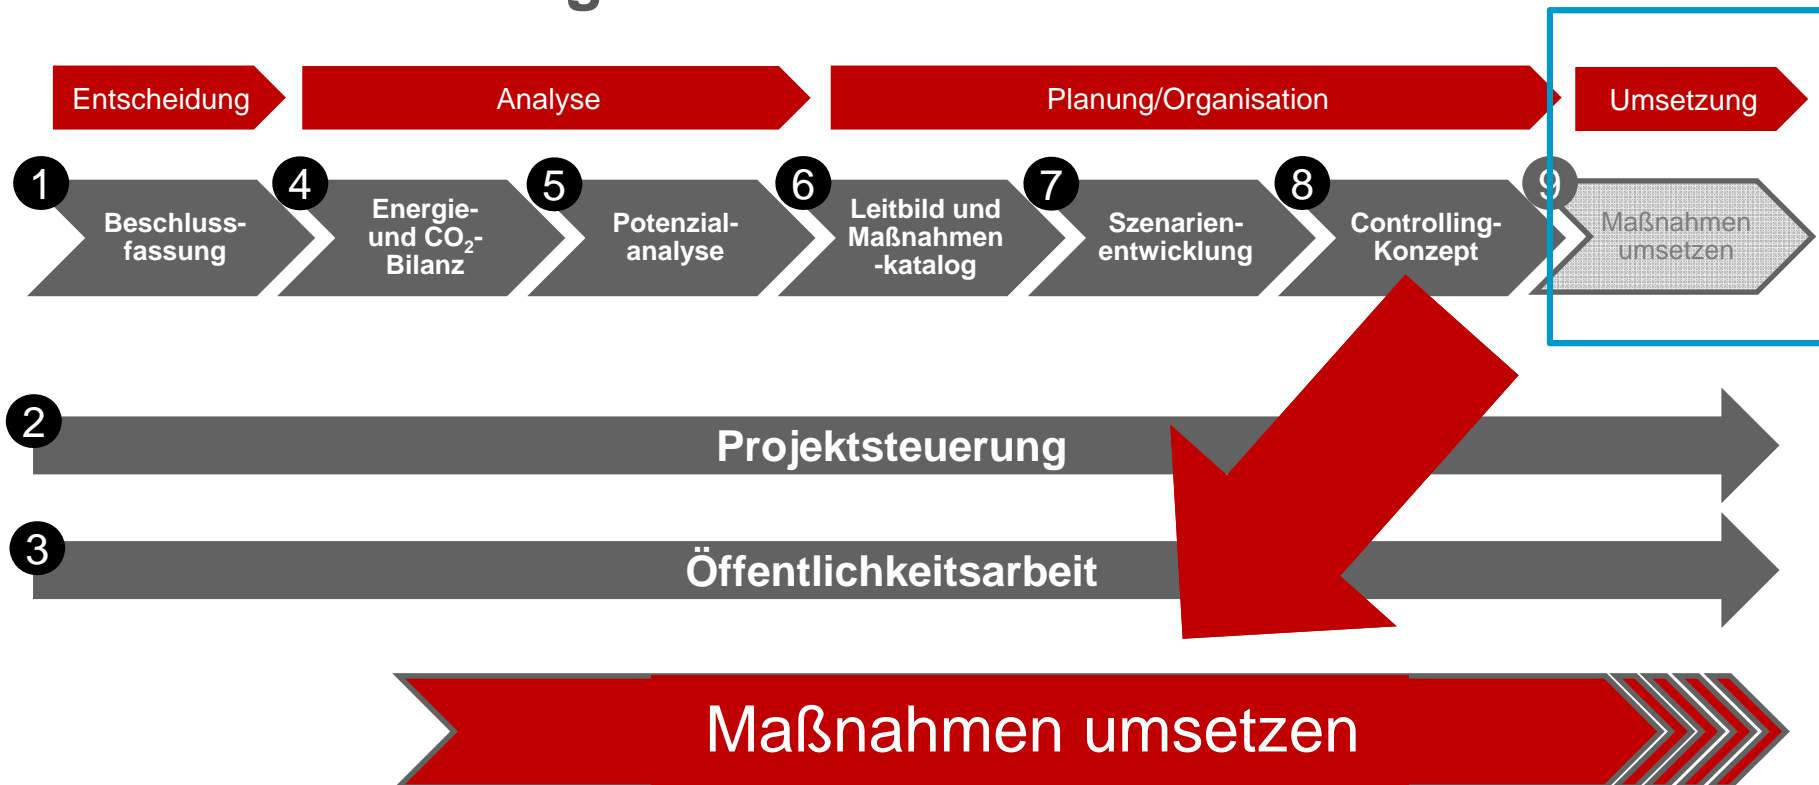 Entscheidung
Analyse
Planung/Organisation
Umsetzung
1
Beschluss-
fassung
4
Energie-
und CO₂-
Bilanz
5
Potenzial-
analyse
6
Leitbild und
Maßnahmen
-katalog
7
Szenarien-
entwicklung
8
Controlling-
Konzept
9
Maßnahmen
umsetzen
2
Projektsteuerung
3
Öffentlichkeitsarbeit
Maßnahmen umsetzen